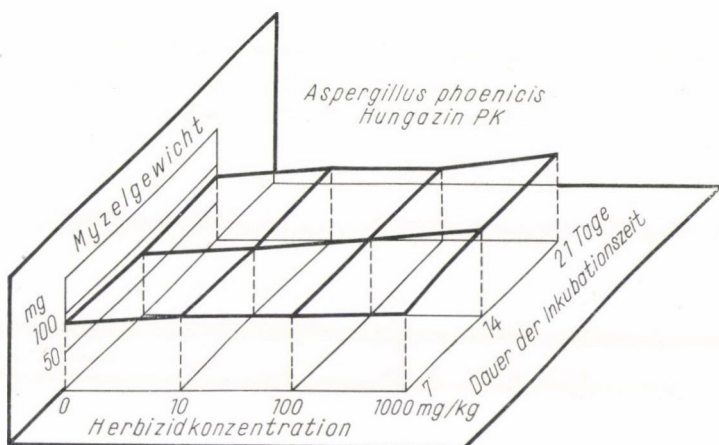 Aspergillus phoenicis
Hungazin PK
Myzelgewicht
mg
100
50
0 10 100 1000 mg/kg
Herbizidkonzentration
7
14
21 Tage
Dauer der Inkubationszeit